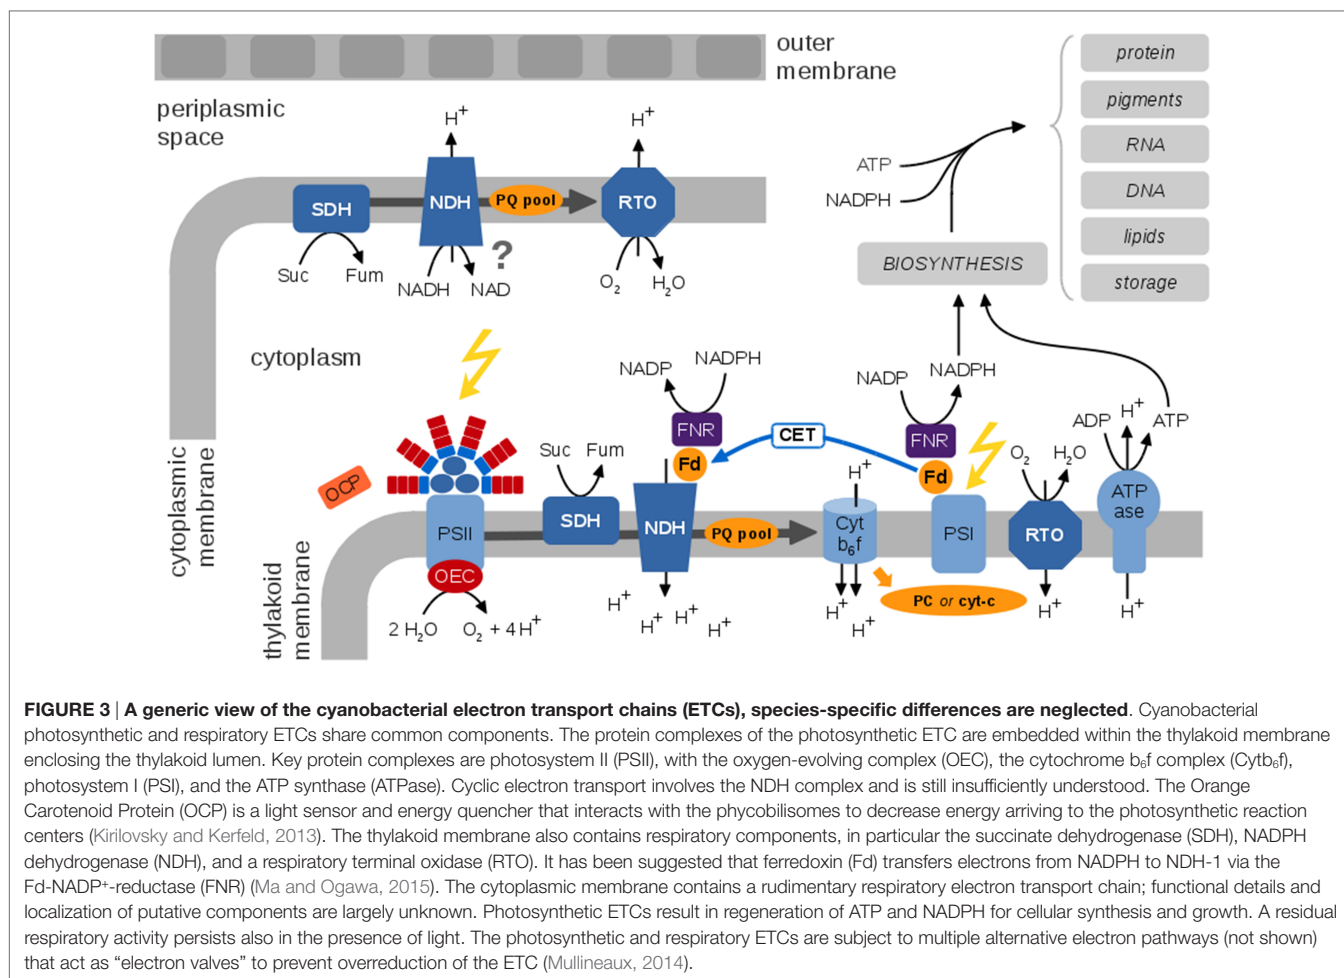 outer
membrane
periplasmic
space
H+
H+
SDH
NDH
PQ pool
RTO
?
Suc
Fum
NADH
NAD
O2
H2O
ATP
NADPH
BIOSYNTHESIS
protein
pigments
RNA
DNA
lipids
storage
cytoplasm
cytoplasmic
membrane
NADP
NADPH
FNR
Fd
CET
NADP
NADPH
FNR
Fd
OCP
PSII
OEC
2 H2O
O2 + 4H+
Suc
Fum
SDH
NDH
PQ pool
H+
H+
H+
H+
H+
Cyt
b6f
H+
H+
PSI
PC or cyt-c
O2
H2O
RTO
H+
ADP
H+
ATP
ATP
ase
H+
thylakoid
membrane
FIGURE 3 | A generic view of the cyanobacterial electron transport chains (ETCs), species-specific differences are neglected. Cyanobacterial
photosynthetic and respiratory ETCs share common components. The protein complexes of the photosynthetic ETC are embedded within the thylakoid membrane
enclosing the thylakoid lumen. Key protein complexes are photosystem II (PSII), with the oxygen-evolving complex (OEC), the cytochrome b6f complex (Cytb6f),
photosystem I (PSI), and the ATP synthase (ATPase). Cyclic electron transport involves the NDH complex and is still insufficiently understood. The Orange
Carotenoid Protein (OCP) is a light sensor and energy quencher that interacts with the phycobilisomes to decrease energy arriving to the photosynthetic reaction
centers (Kirilovsky and Kerfeld, 2013). The thylakoid membrane also contains respiratory components, in particular the succinate dehydrogenase (SDH), NADPH
dehydrogenase (NDH), and a respiratory terminal oxidase (RTO). It has been suggested that ferredoxin (Fd) transfers electrons from NADPH to NDH-1 via the
Fd-NADP+-reductase (FNR) (Ma and Ogawa, 2015). The cytoplasmic membrane contains a rudimentary respiratory electron transport chain; functional details and
localization of putative components are largely unknown. Photosynthetic ETCs result in regeneration of ATP and NADPH for cellular synthesis and growth. A residual
respiratory activity persists also in the presence of light. The photosynthetic and respiratory ETCs are subject to multiple alternative electron pathways (not shown)
that act as “electron valves” to prevent overreduction of the ETC (Mullineaux, 2014).